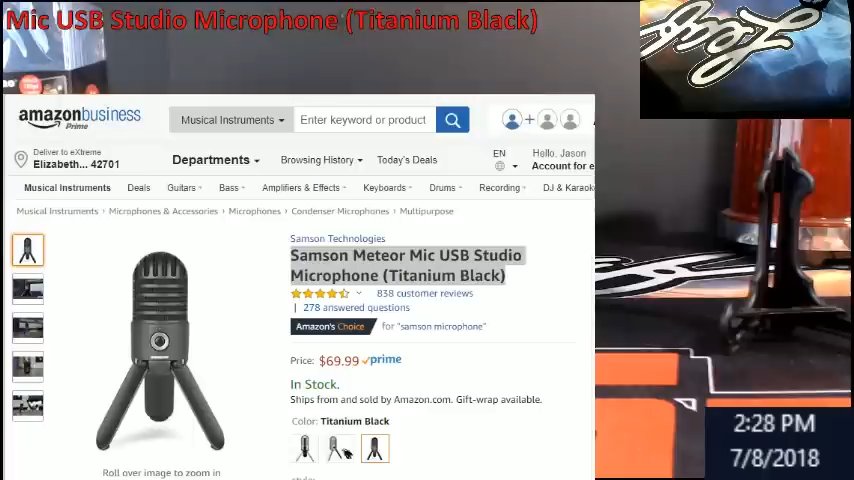 Mic USB Studio Microphone (Titanium Black)
amazonbusiness
Prime
Musical Instruments
Enter keyword or product
Deliver to eXtreme
Elizabeth... 42701
Departments
Browsing History
Today's Deals
EN
Hello, Jason
Account for e
Musical Instruments
Deals
Guitars
Bass
Amplifiers & Effects
Keyboards
Drums
Recording
DJ & Karaok
Musical Instruments › Microphones & Accessories › Microphones › Condenser Microphones › Multipurpose
Samson Technologies
Samson Meteor Mic USB Studio
Microphone (Titanium Black)
838 customer reviews
| 278 answered questions
Amazon's Choice for "samson microphone"
Price: $69.99 prime
In Stock.
Ships from and sold by Amazon.com. Gift-wrap available.
Color: Titanium Black
Roll over image to zoom in
2:28 PM
7/8/2018